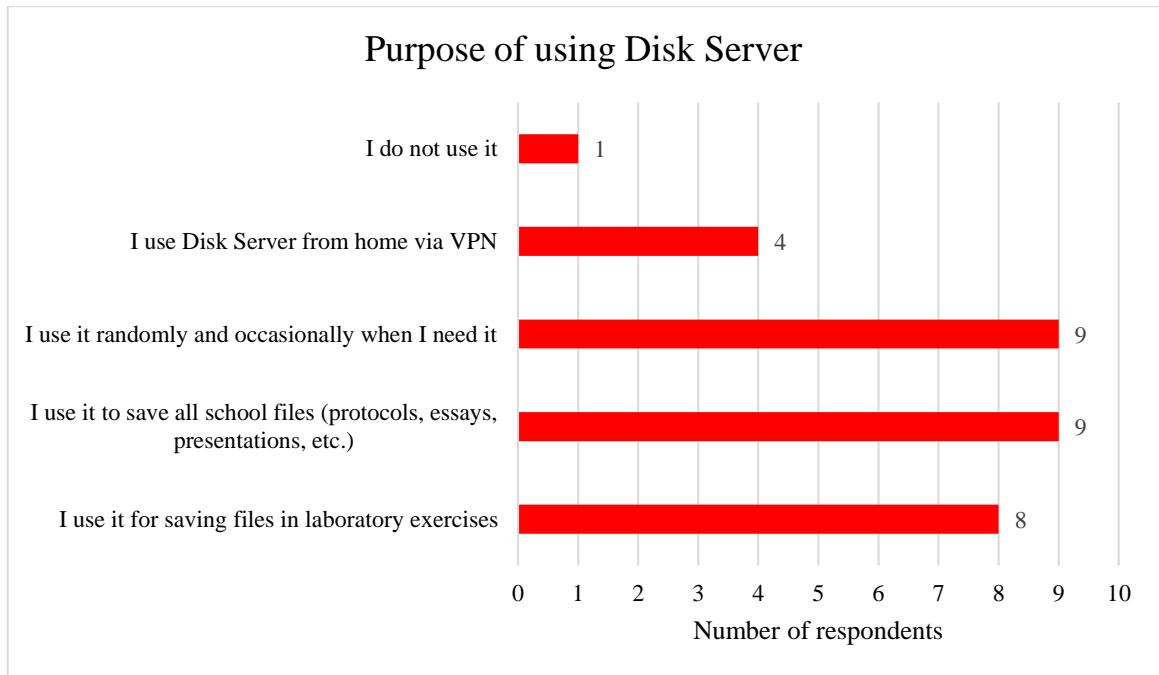 Purpose of using Disk Server
I do not use it
1
I use Disk Server from home via VPN
4
I use it randomly and occasionally when I need it
9
I use it to save all school files (protocols, essays,
presentations, etc.)
9
I use it for saving files in laboratory exercises
8
0 1 2 3 4 5 6 7 8 9 10
Number of respondents